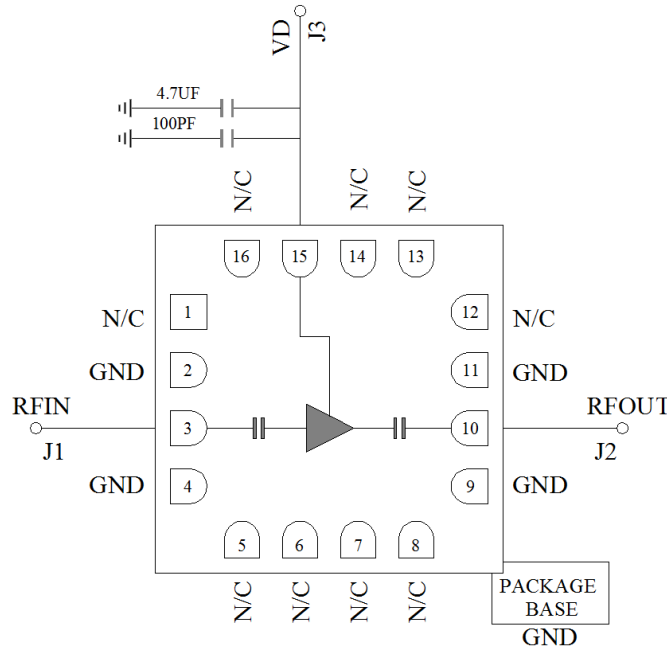 VD
J3
4.7UF
100PF
N/C
N/C
N/C
16
15
14
13
N/C
1
12
N/C
GND
2
11
GND
RFIN
3
10
RFOUT
J1
J2
GND
4
9
GND
5
6
7
8
N/C
N/C
N/C
N/C
PACKAGE
BASE
GND